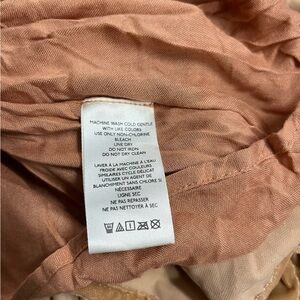 MACHINE WASH COLD GENTLE
WITH LIKE COLORS
USE ONLY NON-CHLORINE
BLEACH
LINE DRY
DO NOT IRON
DO NOT DRY CLEAN
LAVER À LA MACHINE À L'EAU
FROIDE AVEC COULEURS
SIMILAIRES CYCLE DÉLICAT
UTILISER UN AGENT DE
BLANCHIMENT SANS CHLORE SI
NÉCESSAIRE
LIGNE SEC
NE PAS REPASSER
NE PAS NETTOYER À SEC